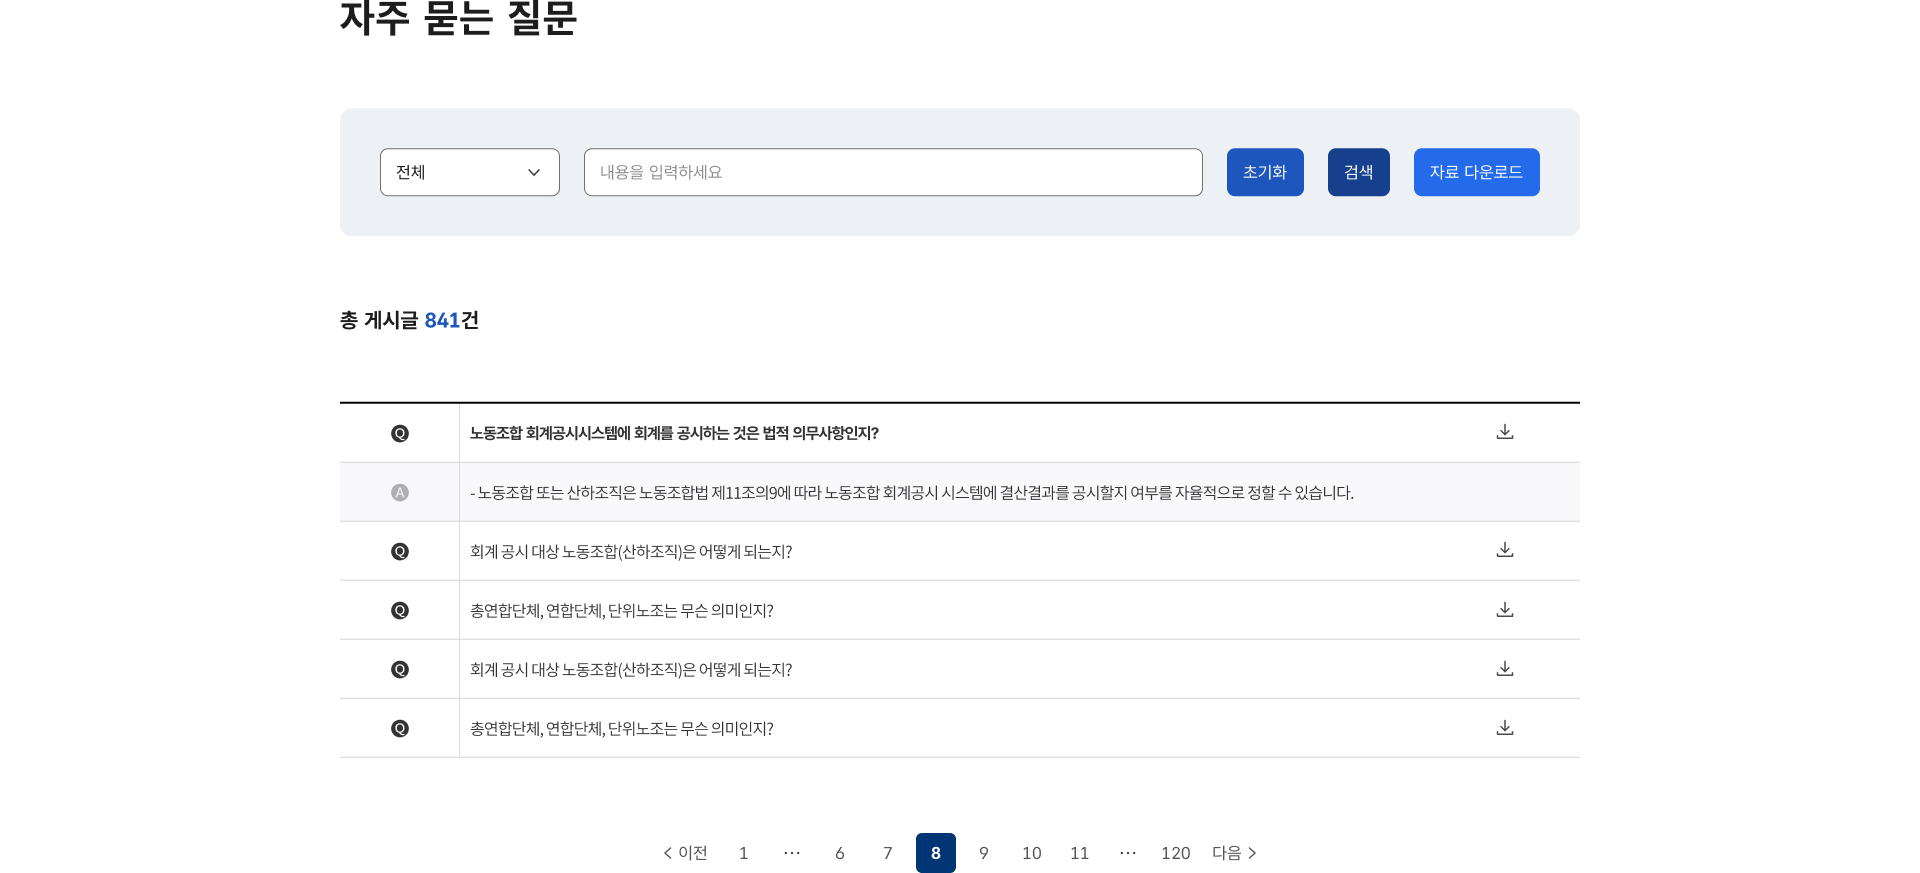 자주 묻는 질문
전체
내용을 입력하세요
초기화
검색
자료 다운로드
총 게시글 841건
Q 노동조합 회계공시시스템에 회계를 공시하는 것은 법적 의무사항인지?
A - 노동조합 또는 산하조직은 노동조합법 제11조의9에 따라 노동조합 회계공시 시스템에 결산결과를 공시할지 여부를 자율적으로 정할 수 있습니다.
Q 회계 공시 대상 노동조합(산하조직)은 어떻게 되는지?
Q 총연합단체, 연합단체, 단위노조는 무슨 의미인지?
Q 회계 공시 대상 노동조합(산하조직)은 어떻게 되는지?
Q 총연합단체, 연합단체, 단위노조는 무슨 의미인지?
< 이전 1 ··· 6 7 8 9 10 11 ··· 120 다음 >